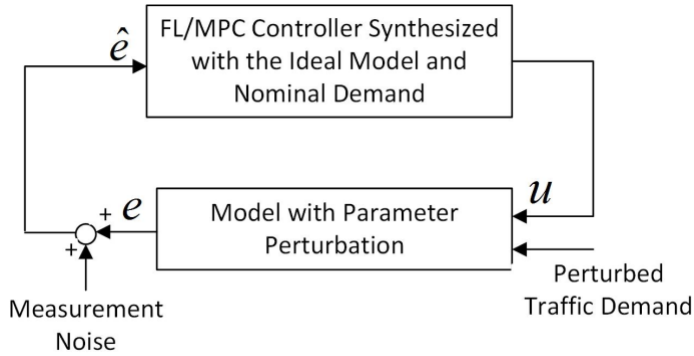 FL/MPC Controller Synthesized
with the Ideal Model and
Nominal Demand
ê
u
Model with Parameter
Perturbation
+ e
+
Perturbed
Traffic Demand
Measurement
Noise